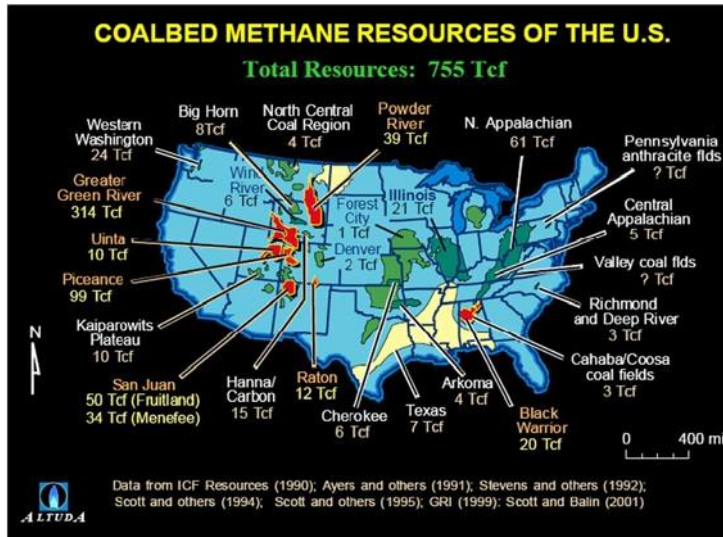 COALBED METHANE RESOURCES OF THE U.S.
Total Resources: 755 Tcf
Big Horn
8Tcf
North Central
Coal Region
4 Tcf
Powder
River
39 Tcf
N. Appalachian
61 Tcf
Western
Washington
24 Tcf
Pennsylvania
anthracite flds
? Tcf
Wind
River
6 Tcf
Forest
City
1 Tcf
Illinois
21 Tcf
Greater
Green River
314 Tcf
Central
Appalachian
5 Tcf
Uinta
10 Tcf
Denver
2 Tcf
Valley coal flds
? Tcf
Piceance
99 Tcf
Richmond
and Deep River
3 Tcf
Kaiparowits
Plateau
10 Tcf
N
Cahaba/Coosa
coal fields
3 Tcf
San Juan
50 Tcf (Fruitland)
34 Tcf (Menefee)
Hanna/
Carbon
15 Tcf
Raton
12 Tcf
Cherokee
6 Tcf
Texas
7 Tcf
Arkoma
4 Tcf
Black
Warrior
20 Tcf
0 400 mi
Data from ICF Resources (1990); Ayers and others (1991); Stevens and others (1992);
Scott and others (1994); Scott and others (1995); GRI (1999): Scott and Balin (2001)
ALTUDA